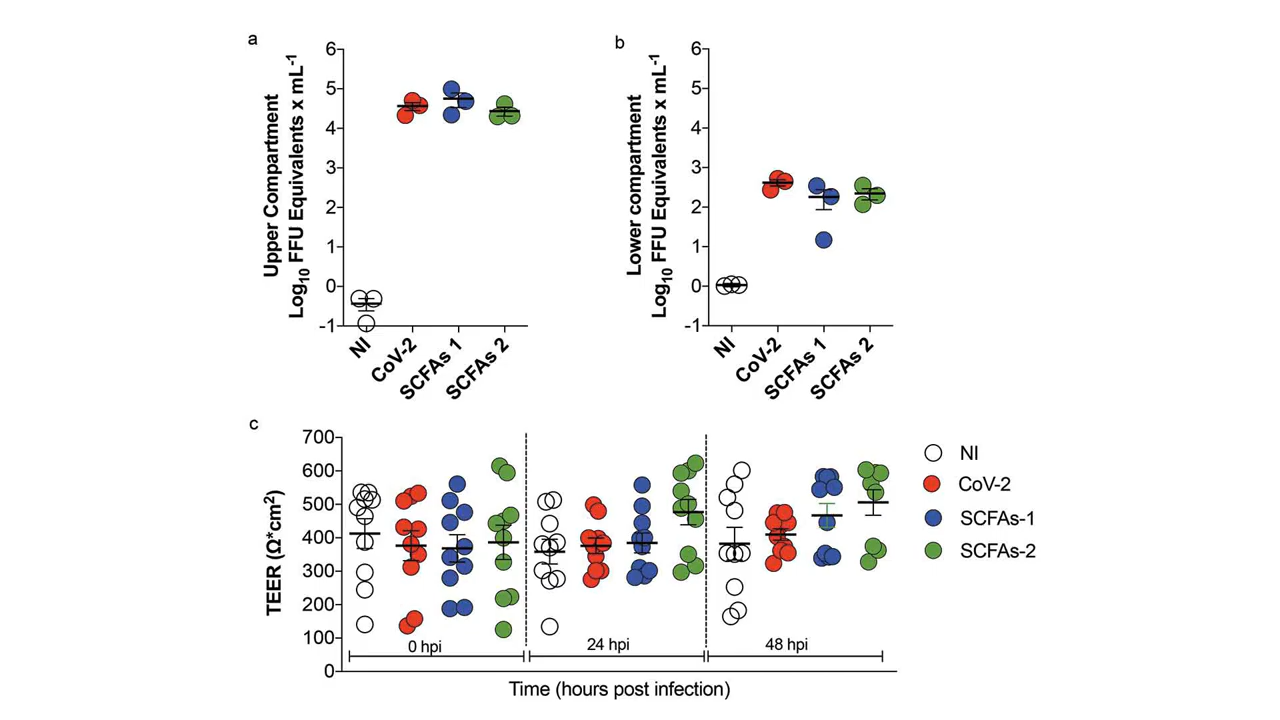 a
Upper Compartment
Log10 FFU Equivalents x mL-1
6
5
4
3
2
1
0
-1
NI
CoV-2
SCFAs 1
SCFAs 2
b
Lower compartment
Log10 FFU Equivalents x mL-1
6
5
4
3
2
1
0
-1
NI
CoV-2
SCFAs 1
SCFAs 2
c
TEER (Ω*cm2)
700
600
500
400
300
200
100
0
0 hpi
24 hpi
48 hpi
Time (hours post infection)
NI
CoV-2
SCFAs-1
SCFAs-2